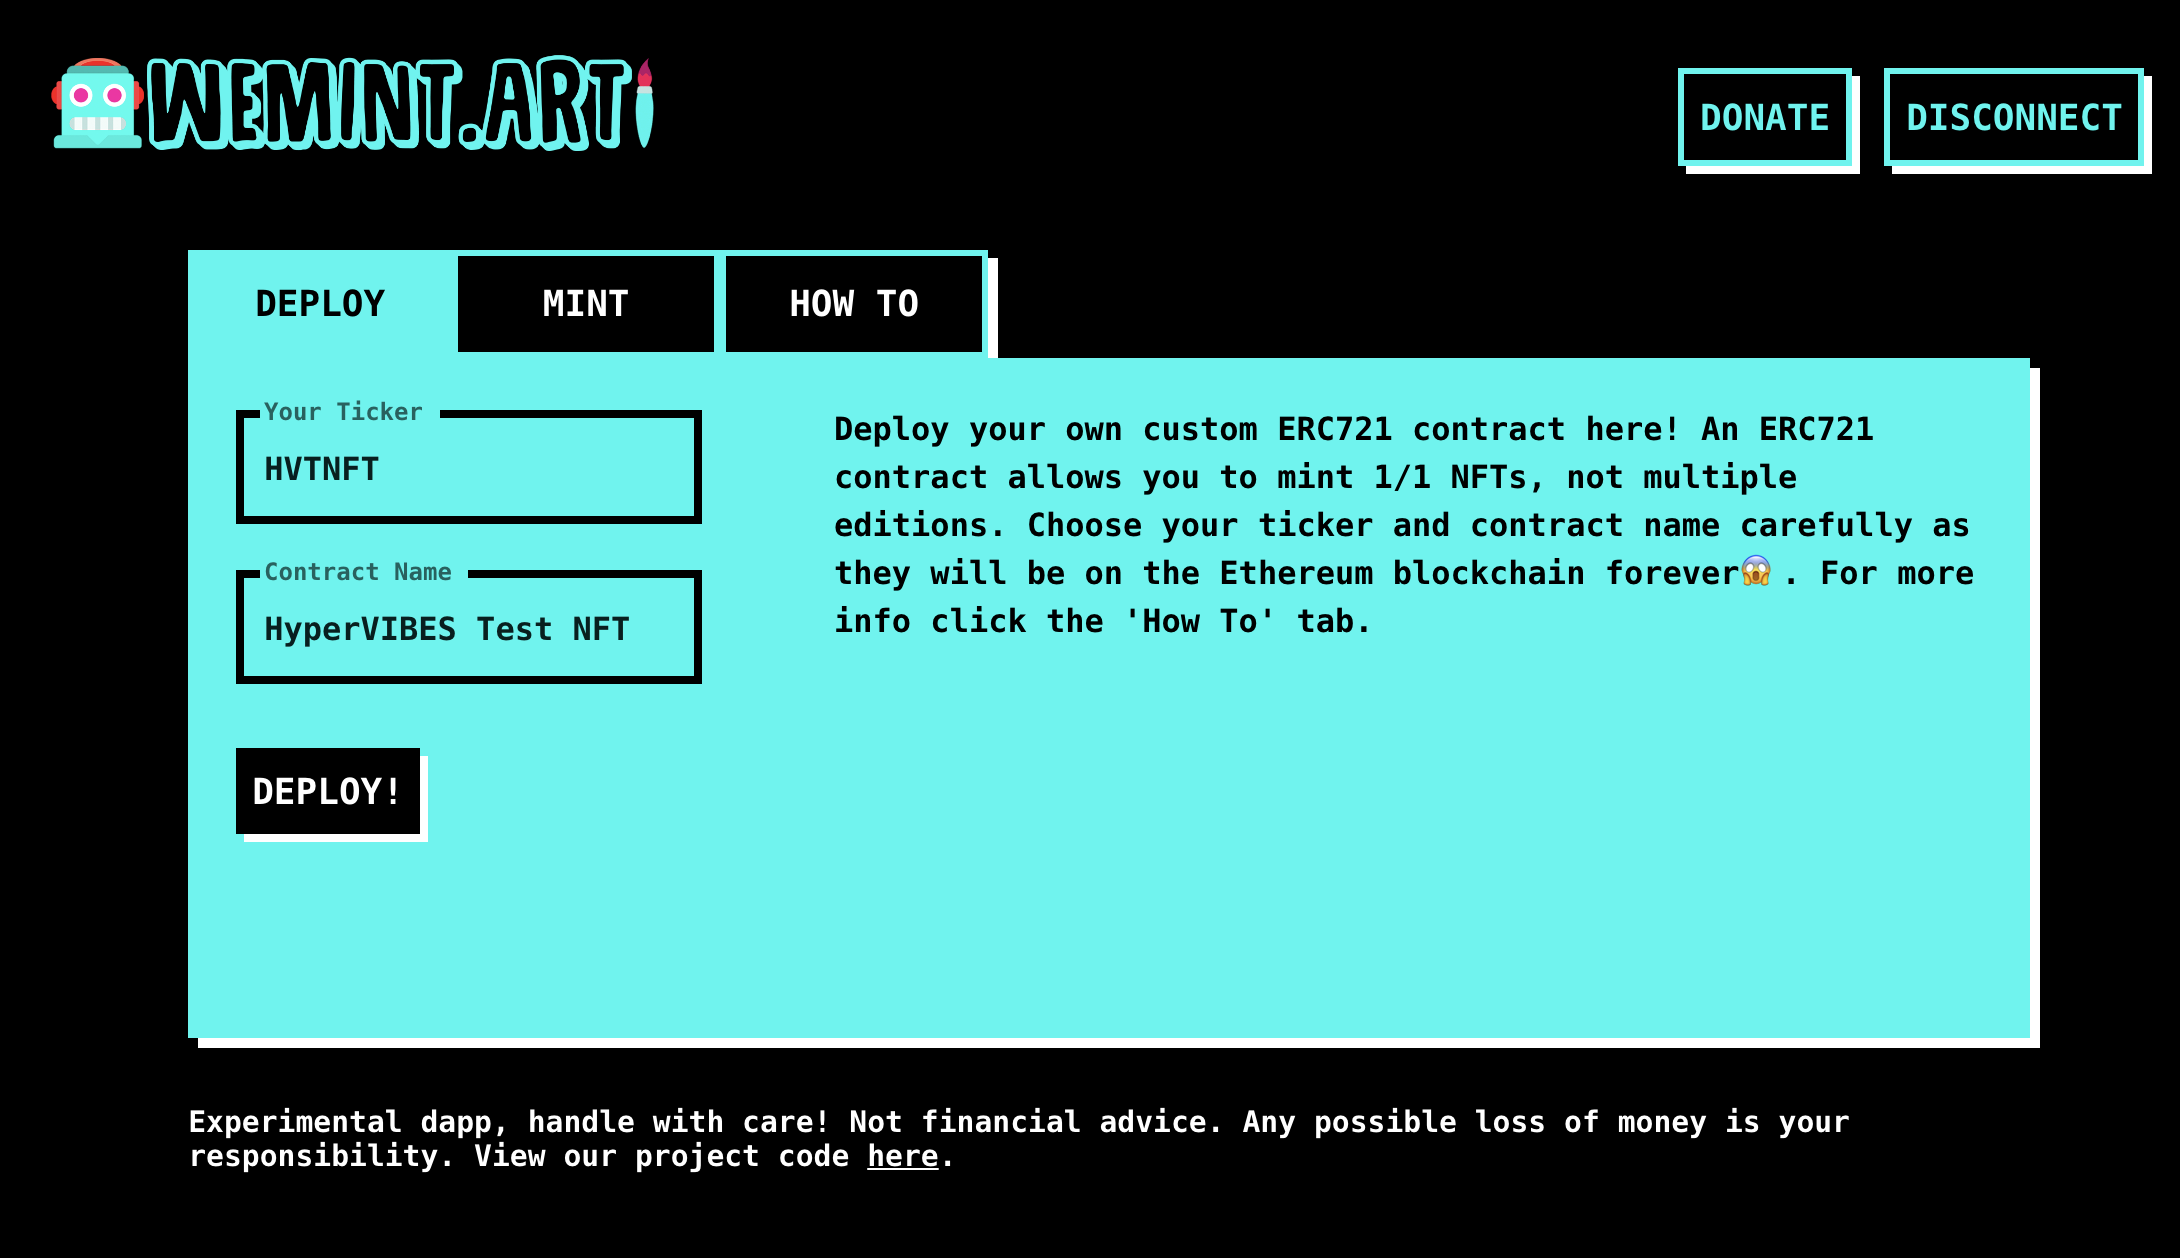 WEMINT.ART
DONATE
DISCONNECT
DEPLOY
MINT
HOW TO
Your Ticker
HVTNFT
Contract Name
HyperVIBES Test NFT
DEPLOY!
Deploy your own custom ERC721 contract here! An ERC721
contract allows you to mint 1/1 NFTs, not multiple
editions. Choose your ticker and contract name carefully as
they will be on the Ethereum blockchain forever😱. For more
info click the 'How To' tab.
Experimental dapp, handle with care! Not financial advice. Any possible loss of money is your
responsibility. View our project code here.